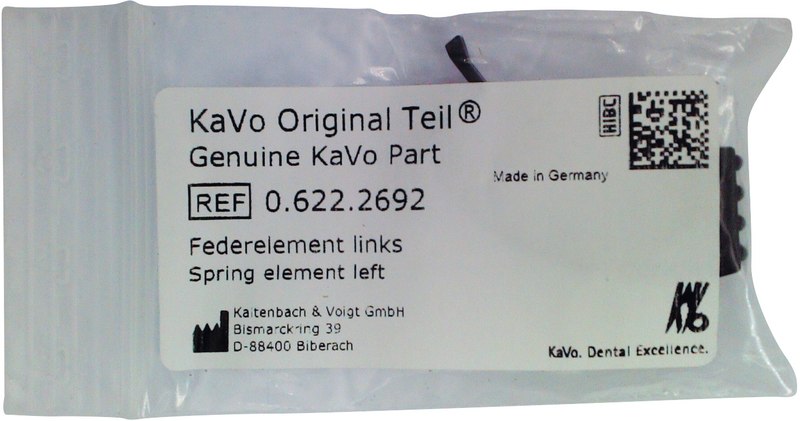 KaVo Original Teil®
Genuine KaVo Part
HIBC
Made in Germany
REF 0.622.2692
Federelement links
Spring element left
Kaltenbach & Voigt GmbH
Bismarckring 39
D-88400 Biberach
KaVo
KaVo. Dental Excellence.